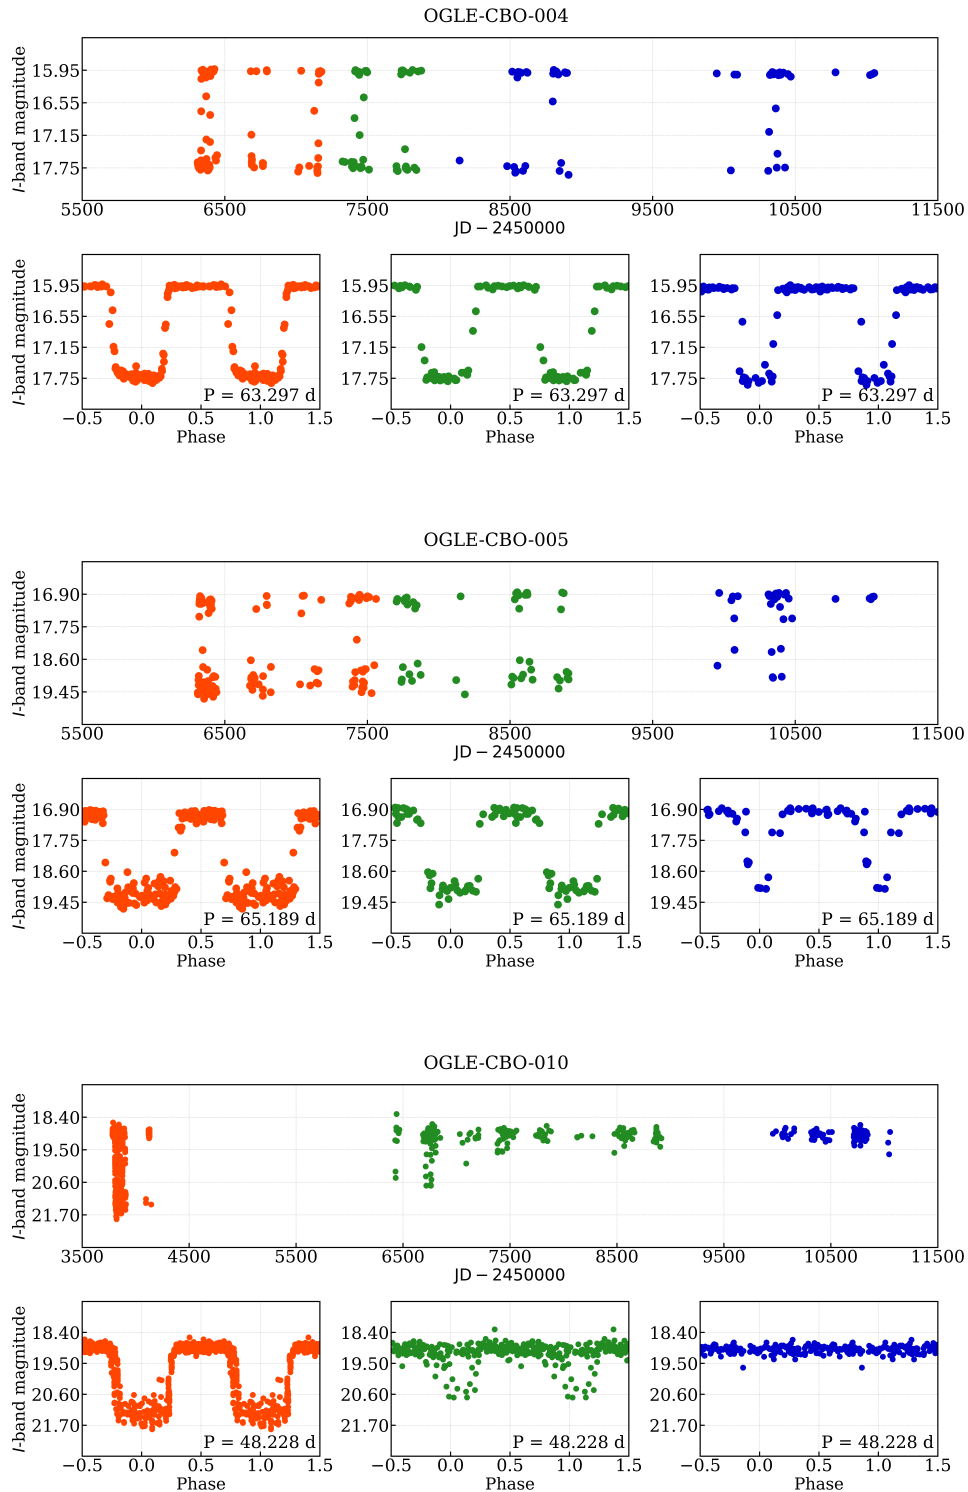 OGLE-CBO-004
I-band magnitude
15.95
16.55
17.15
17.75
5500 6500 7500 8500 9500 10500 11500
JD − 2450000
I-band magnitude
15.95 15.95 15.95
16.55 16.55 16.55
17.15 17.15 17.15
17.75 17.75 17.75
P = 63.297 d P = 63.297 d P = 63.297 d
−0.5 0.0 0.5 1.0 1.5 −0.5 0.0 0.5 1.0 1.5 −0.5 0.0 0.5 1.0 1.5
Phase Phase Phase
OGLE-CBO-005
I-band magnitude
16.90
17.75
18.60
19.45
5500 6500 7500 8500 9500 10500 11500
JD − 2450000
I-band magnitude
16.90 16.90 16.90
17.75 17.75 17.75
18.60 18.60 18.60
19.45 19.45 19.45
P = 65.189 d P = 65.189 d P = 65.189 d
−0.5 0.0 0.5 1.0 1.5 −0.5 0.0 0.5 1.0 1.5 −0.5 0.0 0.5 1.0 1.5
Phase Phase Phase
OGLE-CBO-010
I-band magnitude
18.40
19.50
20.60
21.70
3500 4500 5500 6500 7500 8500 9500 10500 11500
JD − 2450000
I-band magnitude
18.40 18.40 18.40
19.50 19.50 19.50
20.60 20.60 20.60
21.70 21.70 21.70
P = 48.228 d P = 48.228 d P = 48.228 d
−0.5 0.0 0.5 1.0 1.5 −0.5 0.0 0.5 1.0 1.5 −0.5 0.0 0.5 1.0 1.5
Phase Phase Phase